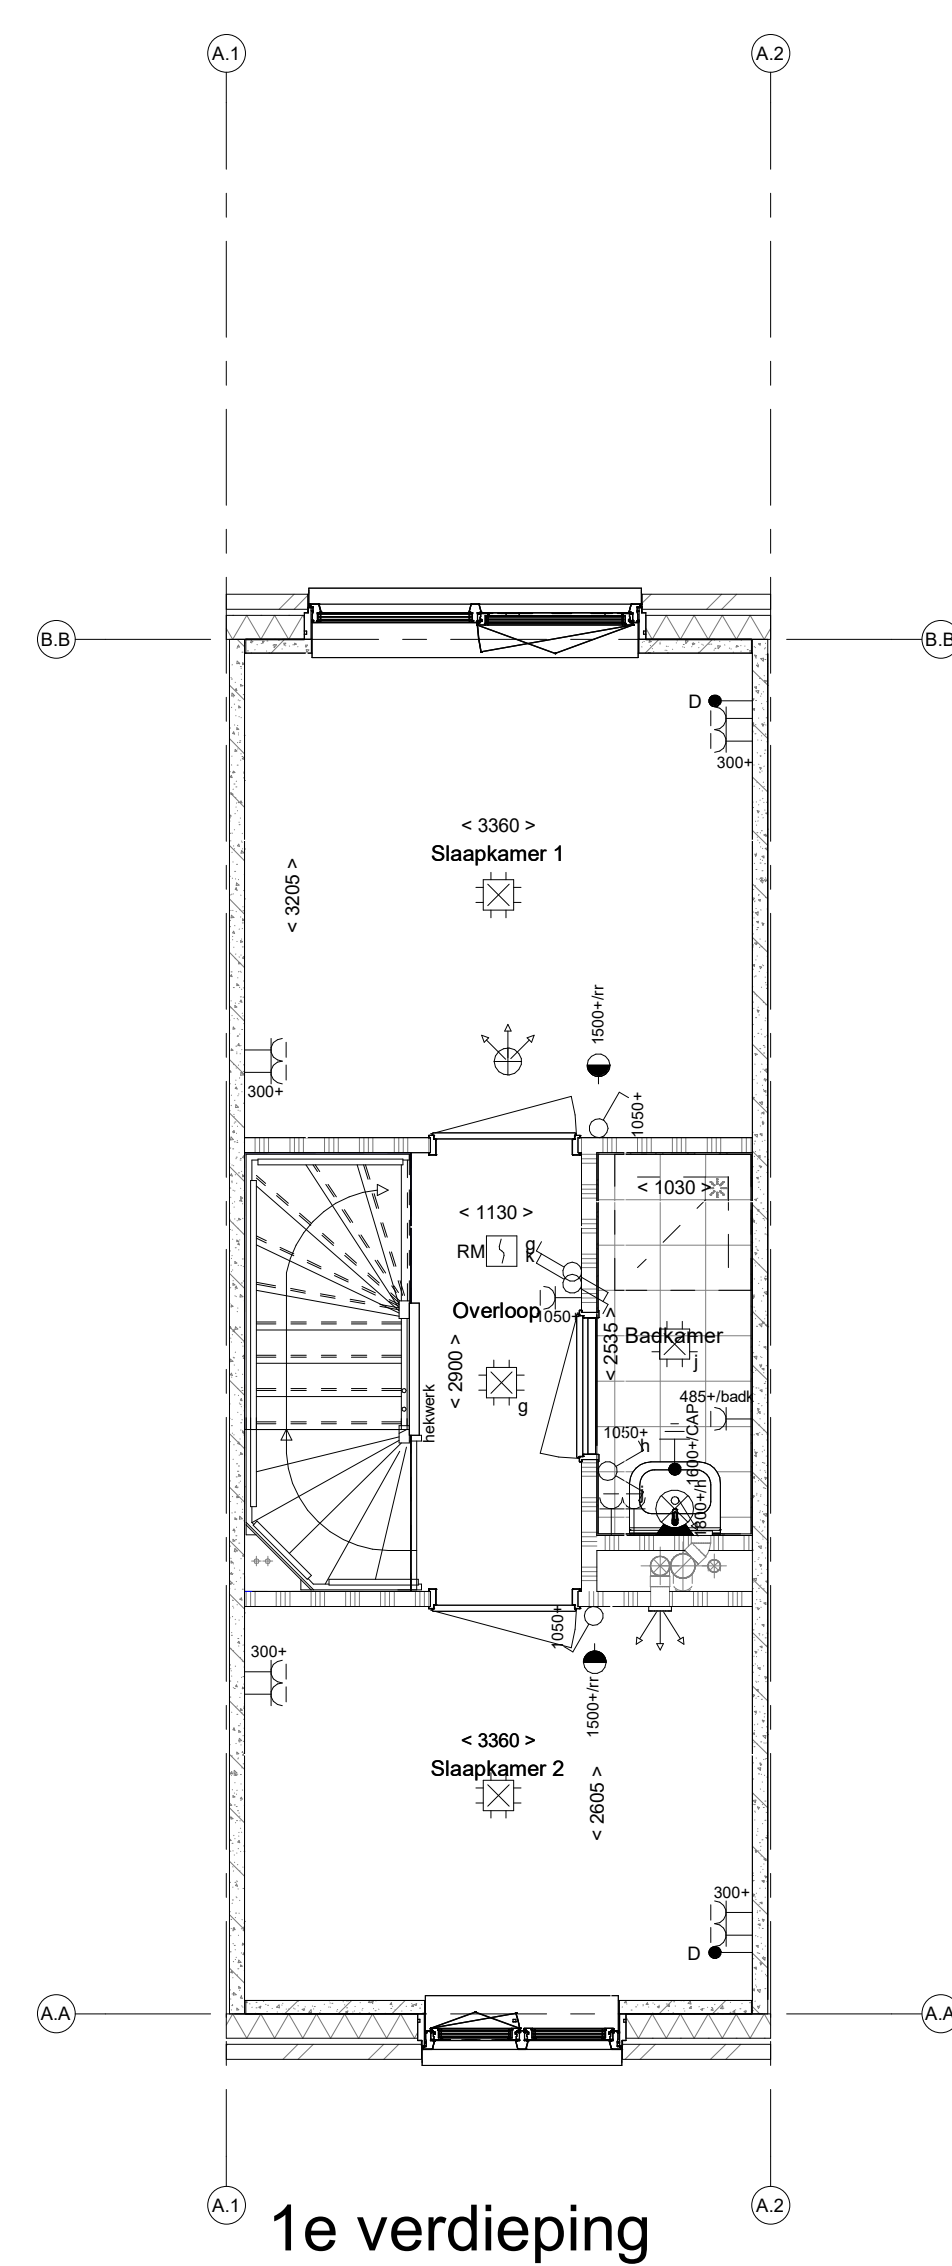 A.1
A.2
B.B
B.B
D
300+
< 3360 >
Slaapkamer 1
< 3205 >
1500+/rr
300+
1050+
< 1030 >
< 1130 >
RM
g
k
Overloop
1050+
< 2535 >
Badkamer
j
< 2900 >
g
hekwerk
485+/badk
1050+
h
1600+/CAP
1800+/h
1050+
300+
1500+/rr
< 3360 >
Slaapkamer 2
< 2605 >
300+
D
A.A
A.A
A.1
A.2
1e verdieping